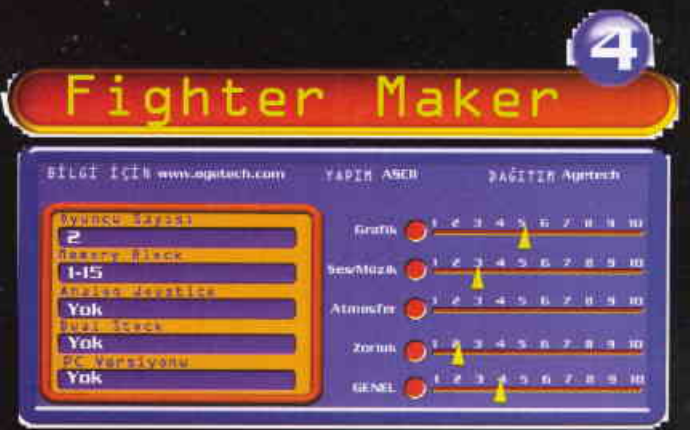 4
Fighter Maker
BİLGİ İÇİN www.agetech.com YAPIM ASCII DAĞITIM Agetech
Oyuncu Sayısı
2
Memory Block
1-15
Analog Joystick
Yok
Dual Shock
Yok
PC Versiyonu
Yok
Grafik 1 2 3 4 5 6 7 8 9 10
Ses/Müzik 1 2 3 4 5 6 7 8 9 10
Atmosfer 1 2 3 4 5 6 7 8 9 10
Zorluk 1 2 3 4 5 6 7 8 9 10
GENEL 1 2 3 4 5 6 7 8 9 10